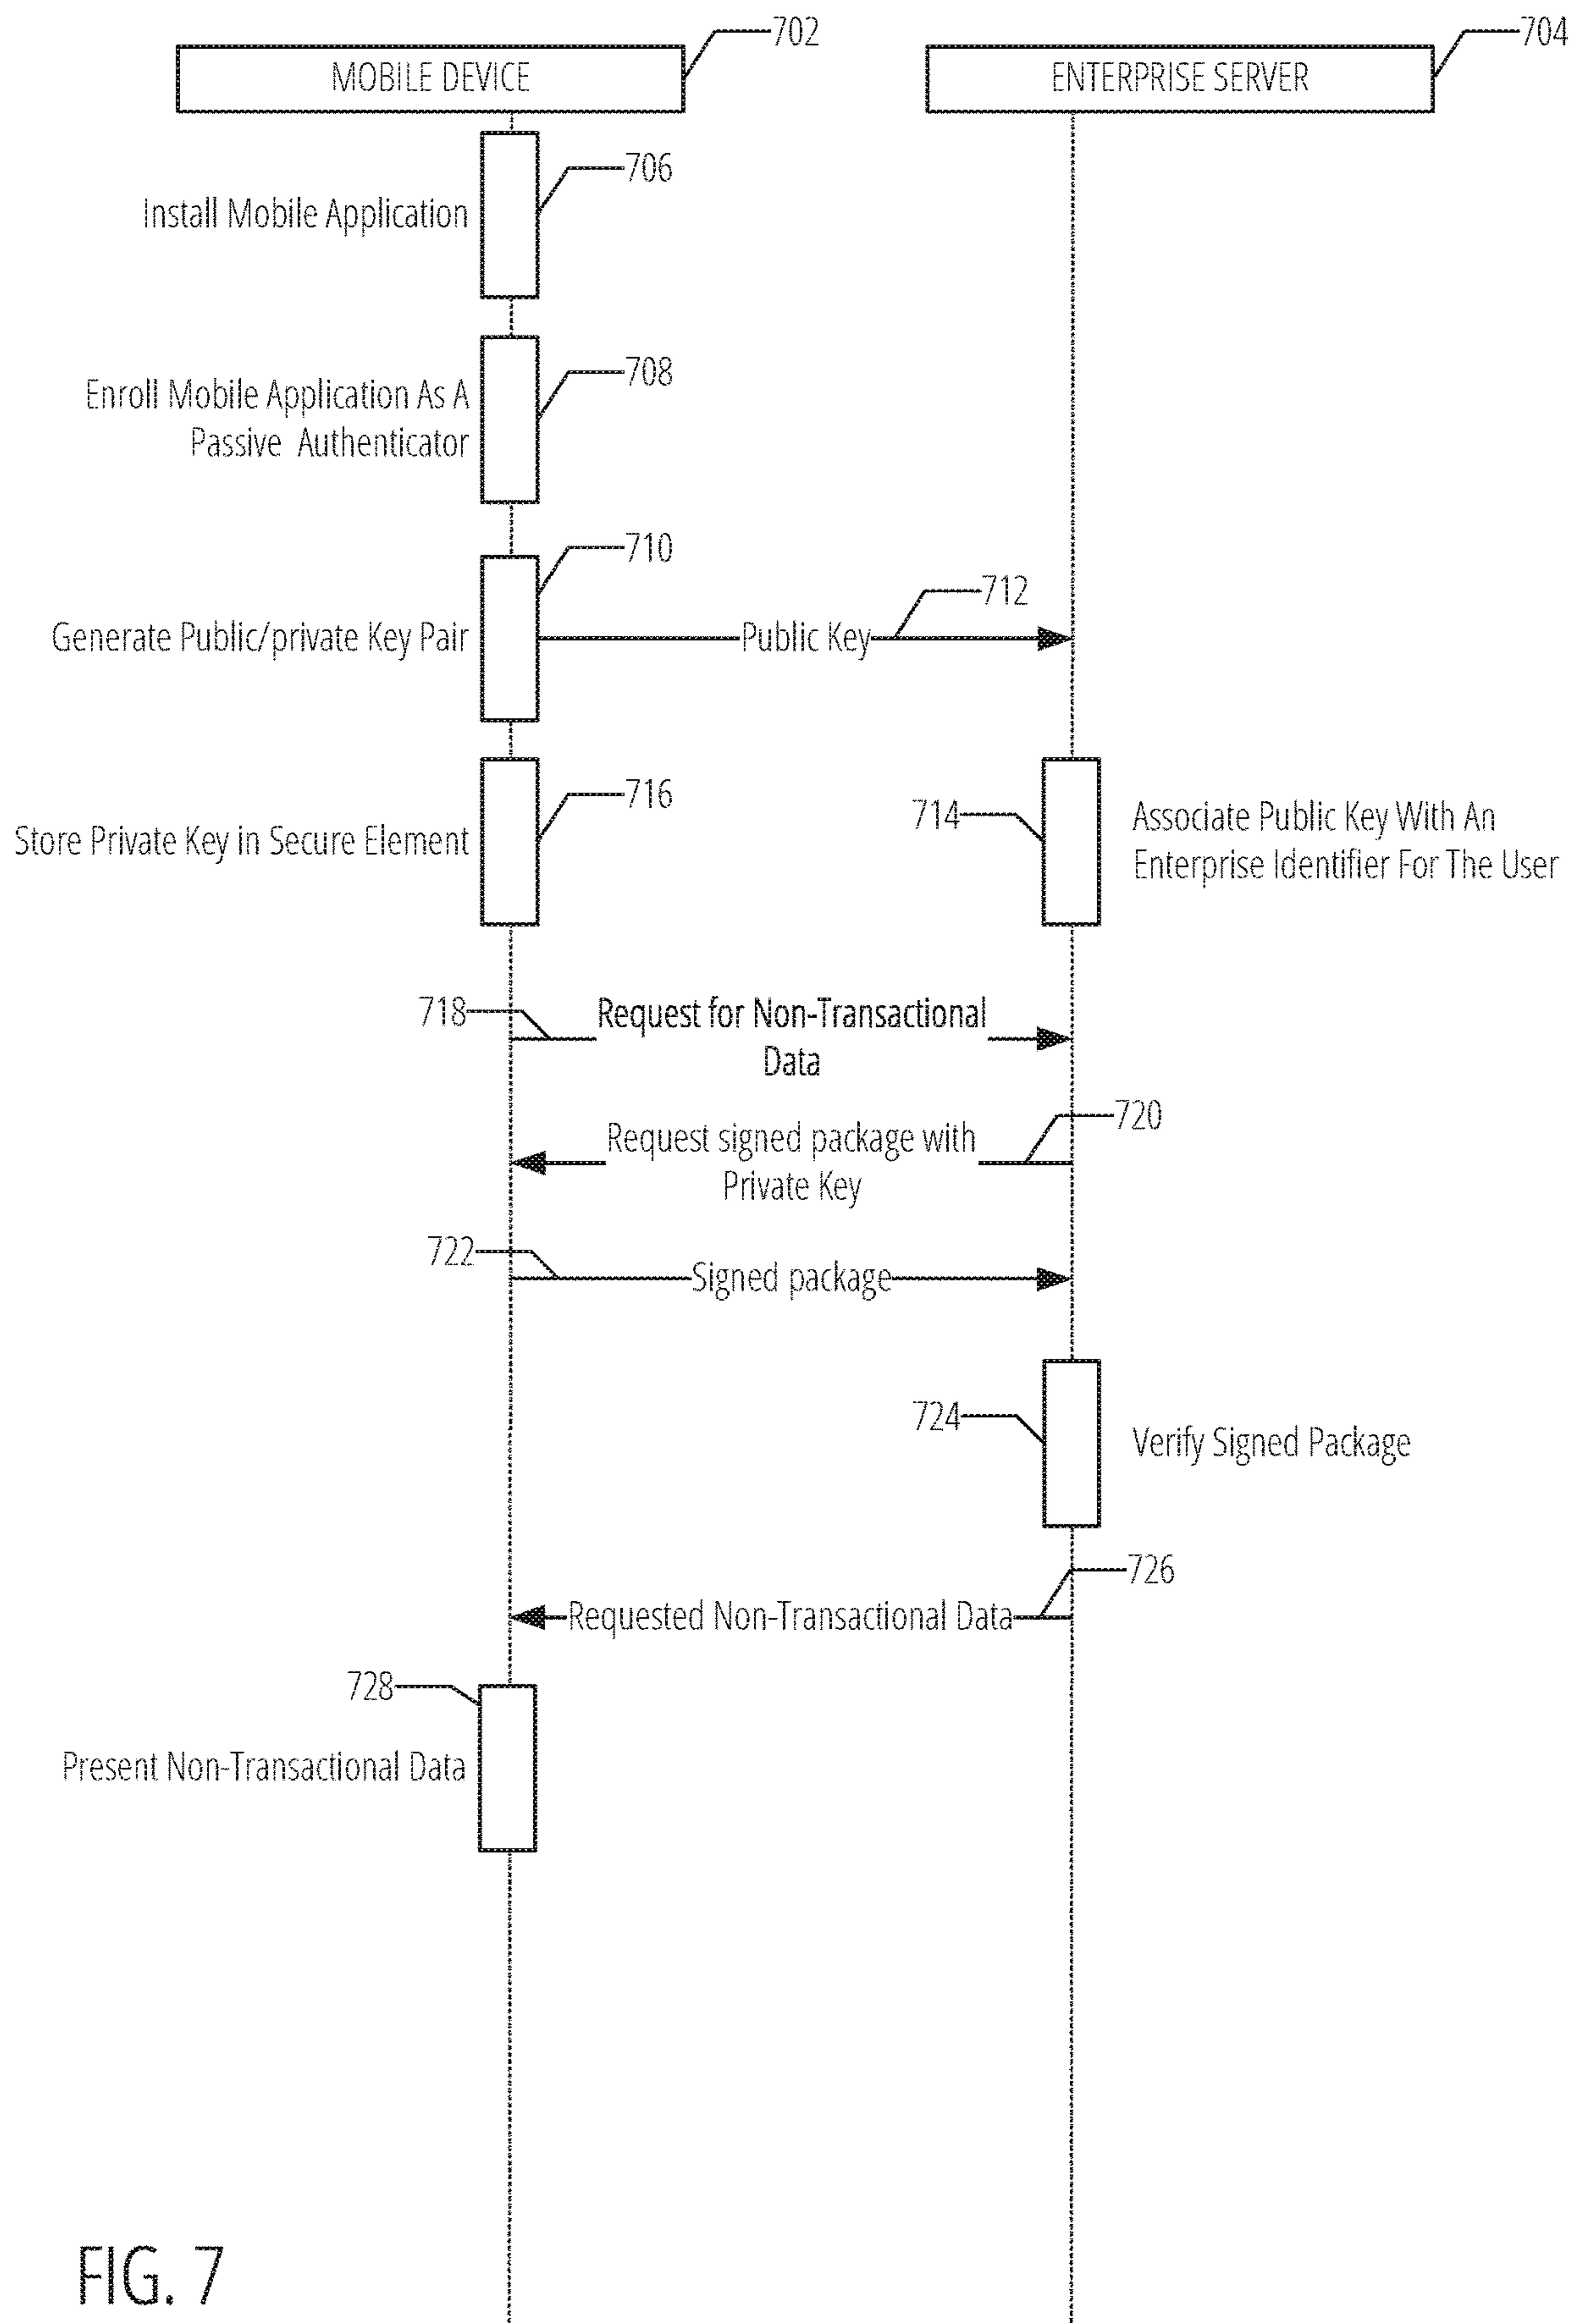 702
704
MOBILE DEVICE
ENTERPRISE SERVER
706
Install Mobile Application
708
Enroll Mobile Application As A
Passive Authenticator
710
712
Generate Public/private Key Pair
Public Key
716
714
Store Private Key in Secure Element
Associate Public Key With An
Enterprise Identifier For The User
718
Request for Non-Transactional
Data
720
Request signed package with
Private Key
722
Signed package
724
Verify Signed Package
726
Requested Non-Transactional Data
728
Present Non-Transactional Data
FIG. 7